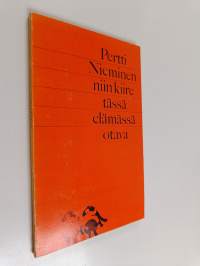 Pertti
Nieminen
niin kiire
tässä
elämässä
otava